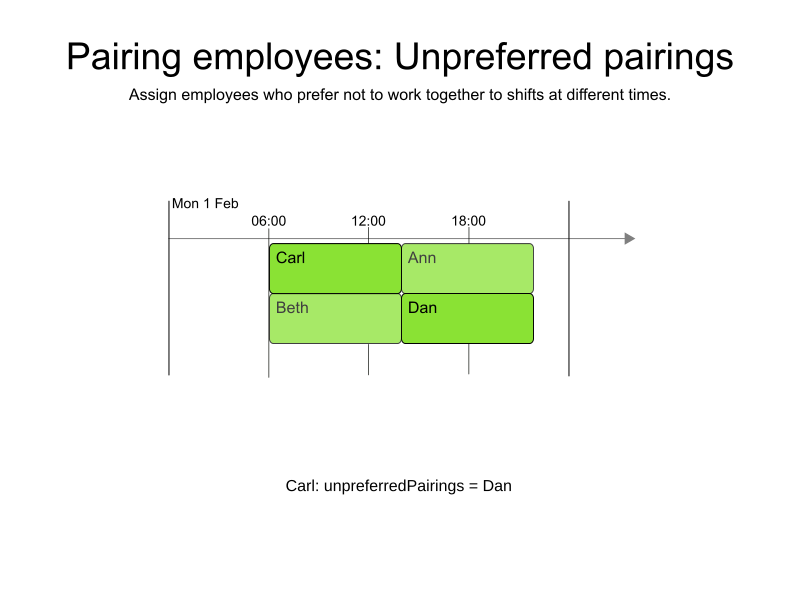 Pairing employees: Unpreferred pairings
Assign employees who prefer not to work together to shifts at different times.
Mon 1 Feb
06:00 12:00 18:00
Carl Ann
Beth Dan
Carl: unpreferredPairings = Dan